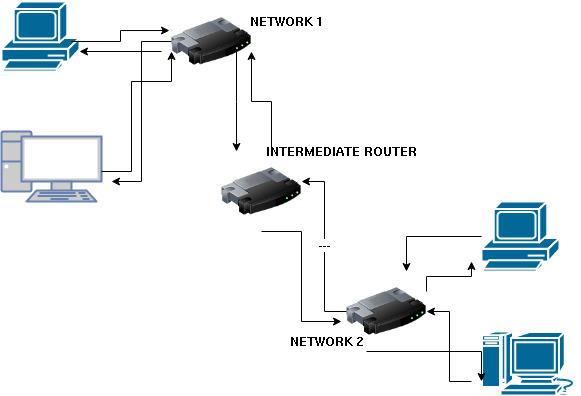 NETWORK 1
INTERMEDIATE ROUTER
...
NETWORK 2